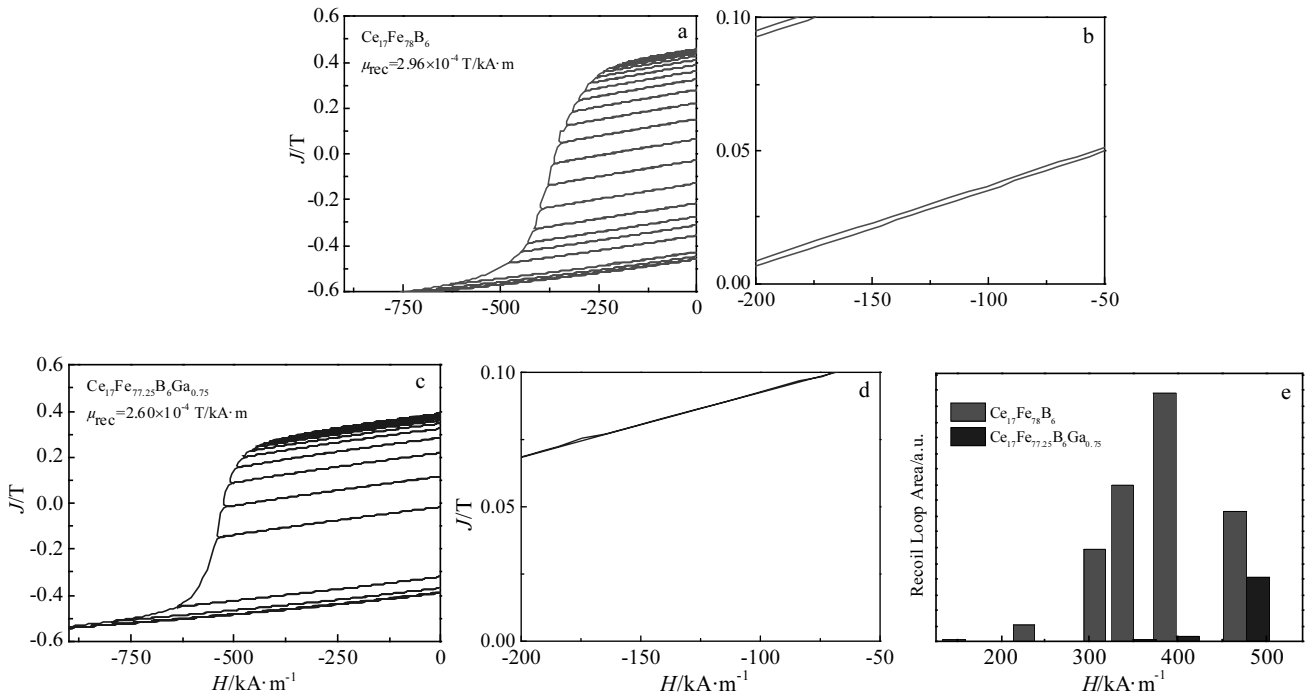 a
Ce17Fe78B6
μrec=2.96×10-4 T/kA·m
J/T
0.6
0.4
0.2
0.0
-0.2
-0.4
-0.6
-750 -500 -250 0
b
0.10
0.05
0.00
-200 -150 -100 -50
c
Ce17Fe77.25B6Ga0.75
μrec=2.60×10-4 T/kA·m
J/T
0.6
0.4
0.2
0.0
-0.2
-0.4
-0.6
-750 -500 -250 0
H/kA·m-1
d
J/T
0.10
0.05
0.00
-200 -150 -100 -50
H/kA·m-1
e
Ce17Fe78B6
Ce17Fe77.25B6Ga0.75
Recoil Loop Area/a.u.
200 300 400 500
H/kA·m-1